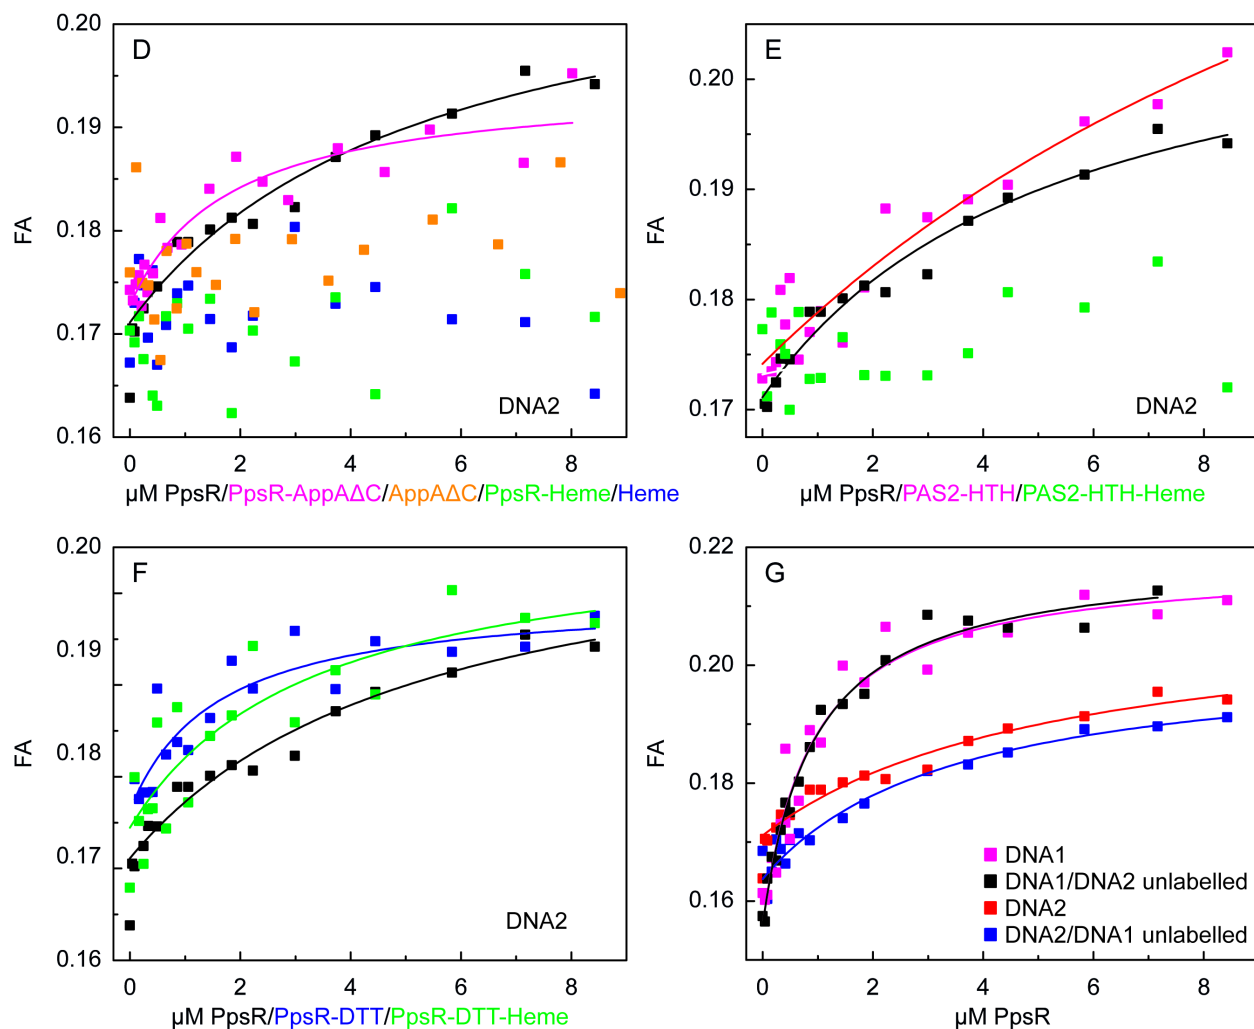 D
0.20
0.19
0.18
0.17
0.16
FA
0 2 4 6 8
DNA2
µM PpsR/PpsR-AppAΔC/AppAΔC/PpsR-Heme/Heme
E
0.20
0.19
0.18
0.17
FA
0 2 4 6 8
DNA2
µM PpsR/PAS2-HTH/PAS2-HTH-Heme
F
0.20
0.19
0.18
0.17
0.16
FA
0 2 4 6 8
DNA2
µM PpsR/PpsR-DTT/PpsR-DTT-Heme
G
0.22
0.20
0.18
0.16
FA
DNA1
DNA1/DNA2 unlabelled
DNA2
DNA2/DNA1 unlabelled
0 2 4 6 8
µM PpsR